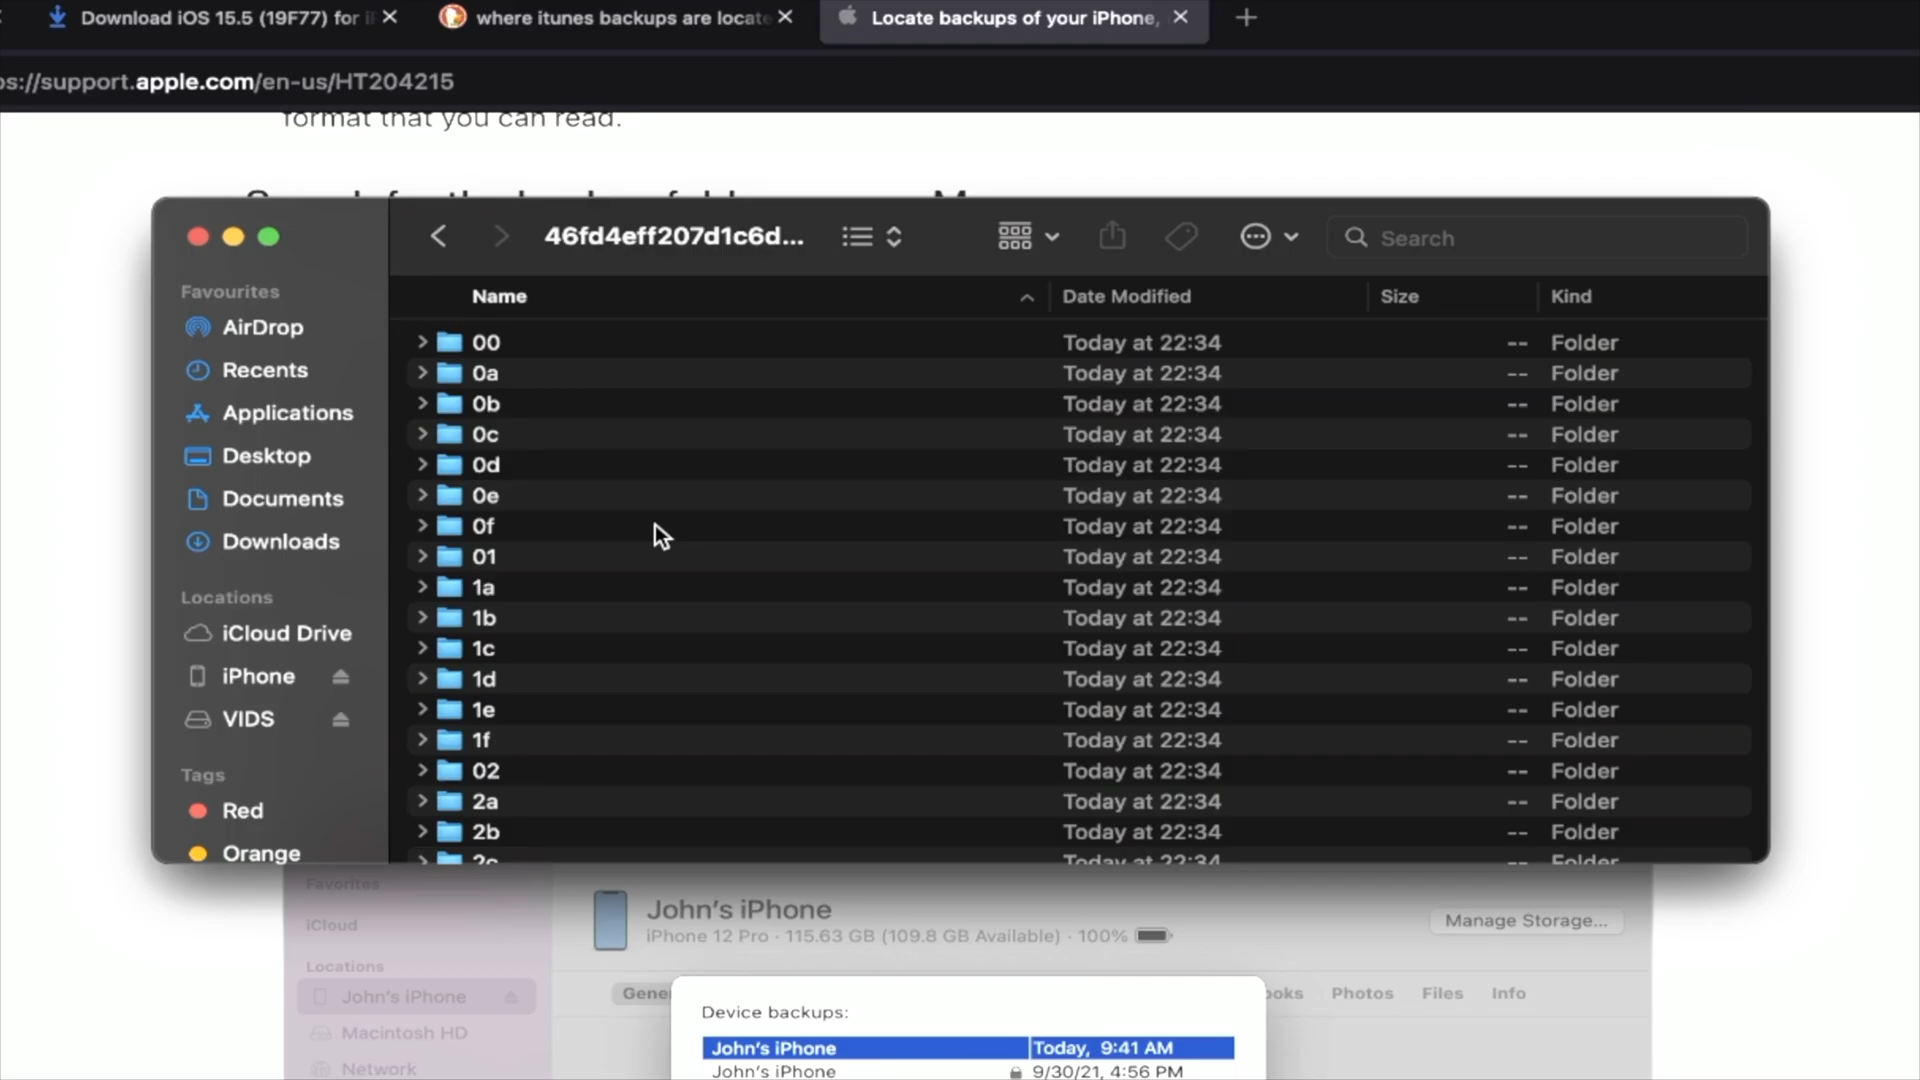 Download iOS 15.5 (19F77) for i
where itunes backups are locate
Locate backups of your iPhone,
ps://support.apple.com/en-us/HT204215
format that you can read.
46fd4eff207d1c6d...
Search
Favourites
AirDrop
Recents
Applications
Desktop
Documents
Downloads
Locations
iCloud Drive
iPhone
VIDS
Tags
Red
Orange
Name Date Modified Size Kind
00 Today at 22:34 -- Folder
0a Today at 22:34 -- Folder
0b Today at 22:34 -- Folder
0c Today at 22:34 -- Folder
0d Today at 22:34 -- Folder
0e Today at 22:34 -- Folder
0f Today at 22:34 -- Folder
01 Today at 22:34 -- Folder
1a Today at 22:34 -- Folder
1b Today at 22:34 -- Folder
1c Today at 22:34 -- Folder
1d Today at 22:34 -- Folder
1e Today at 22:34 -- Folder
1f Today at 22:34 -- Folder
02 Today at 22:34 -- Folder
2a Today at 22:34 -- Folder
2b Today at 22:34 -- Folder
2c Today at 22:34 -- Folder
Favorites
iCloud
Locations
John's iPhone
Macintosh HD
Network
John's iPhone
iPhone 12 Pro · 115.63 GB (109.8 GB Available) · 100%
Manage Storage...
Gene
ooks Photos Files Info
Device backups:
John's iPhone Today, 9:41 AM
John's iPhone 9/30/21, 4:56 PM